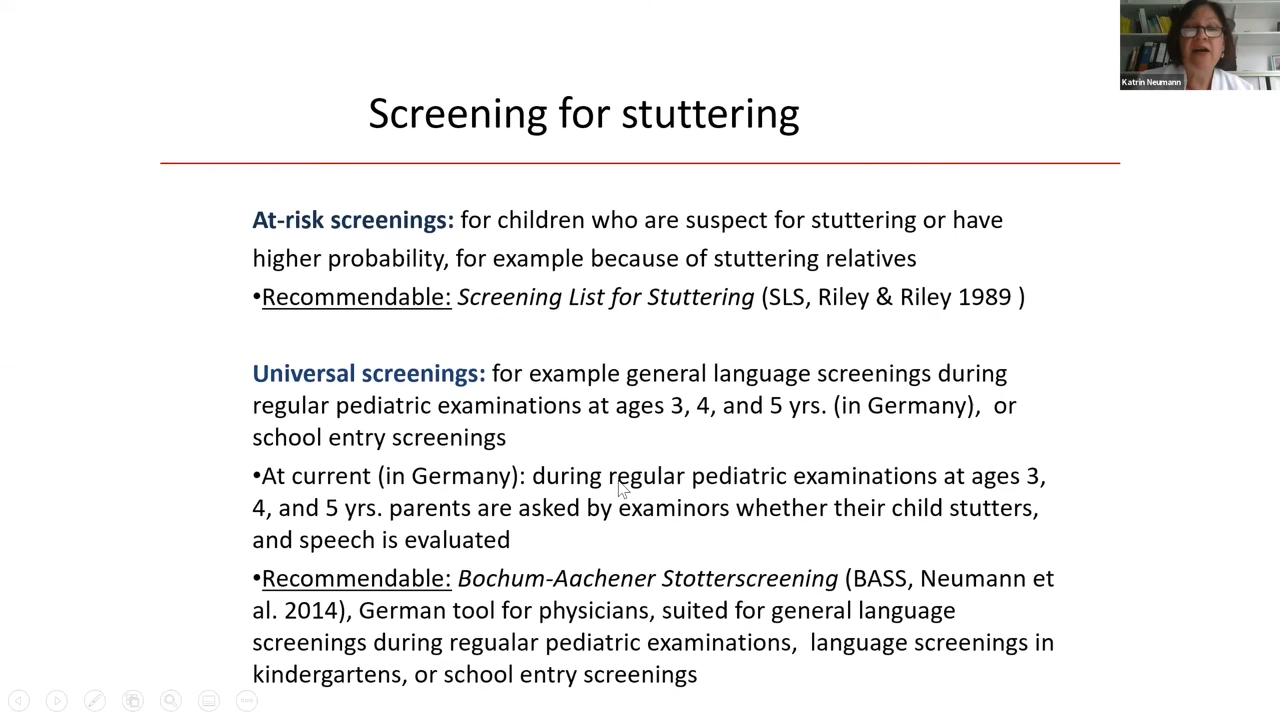 Katrin Neumann
Screening for stuttering
At-risk screenings: for children who are suspect for stuttering or have
higher probability, for example because of stuttering relatives
•Recommendable: Screening List for Stuttering (SLS, Riley & Riley 1989 )
Universal screenings: for example general language screenings during
regular pediatric examinations at ages 3, 4, and 5 yrs. (in Germany),  or
school entry screenings
•At current (in Germany): during regular pediatric examinations at ages 3,
4, and 5 yrs. parents are asked by examinors whether their child stutters,
and speech is evaluated
•Recommendable: Bochum-Aachener Stotterscreening (BASS, Neumann et
al. 2014), German tool for physicians, suited for general language
screenings during regualar pediatric examinations,  language screenings in
kindergartens, or school entry screenings